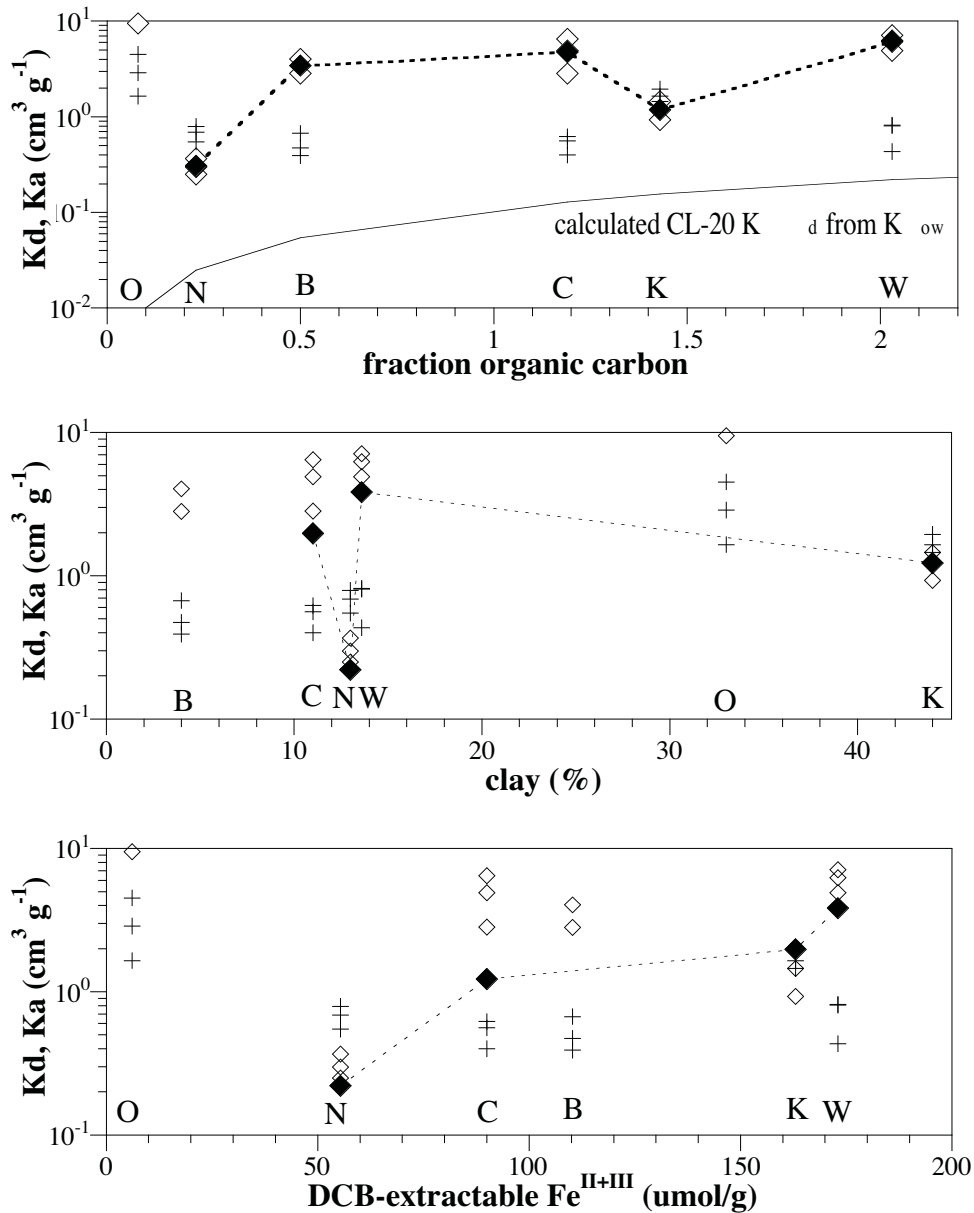 10^1
10^0
10^-1
10^-2
Kd, Ka (cm^3 g^-1)
calculated CL-20 K d from K ow
O N B C K W
0 0.5 1 1.5 2
fraction organic carbon
10^1
10^0
10^-1
Kd, Ka (cm^3 g^-1)
B C N W O K
0 10 20 30 40
clay (%)
10^1
10^0
10^-1
Kd, Ka (cm^3 g^-1)
O N C B K W
0 50 100 150 200
DCB-extractable Fe^II+III (umol/g)